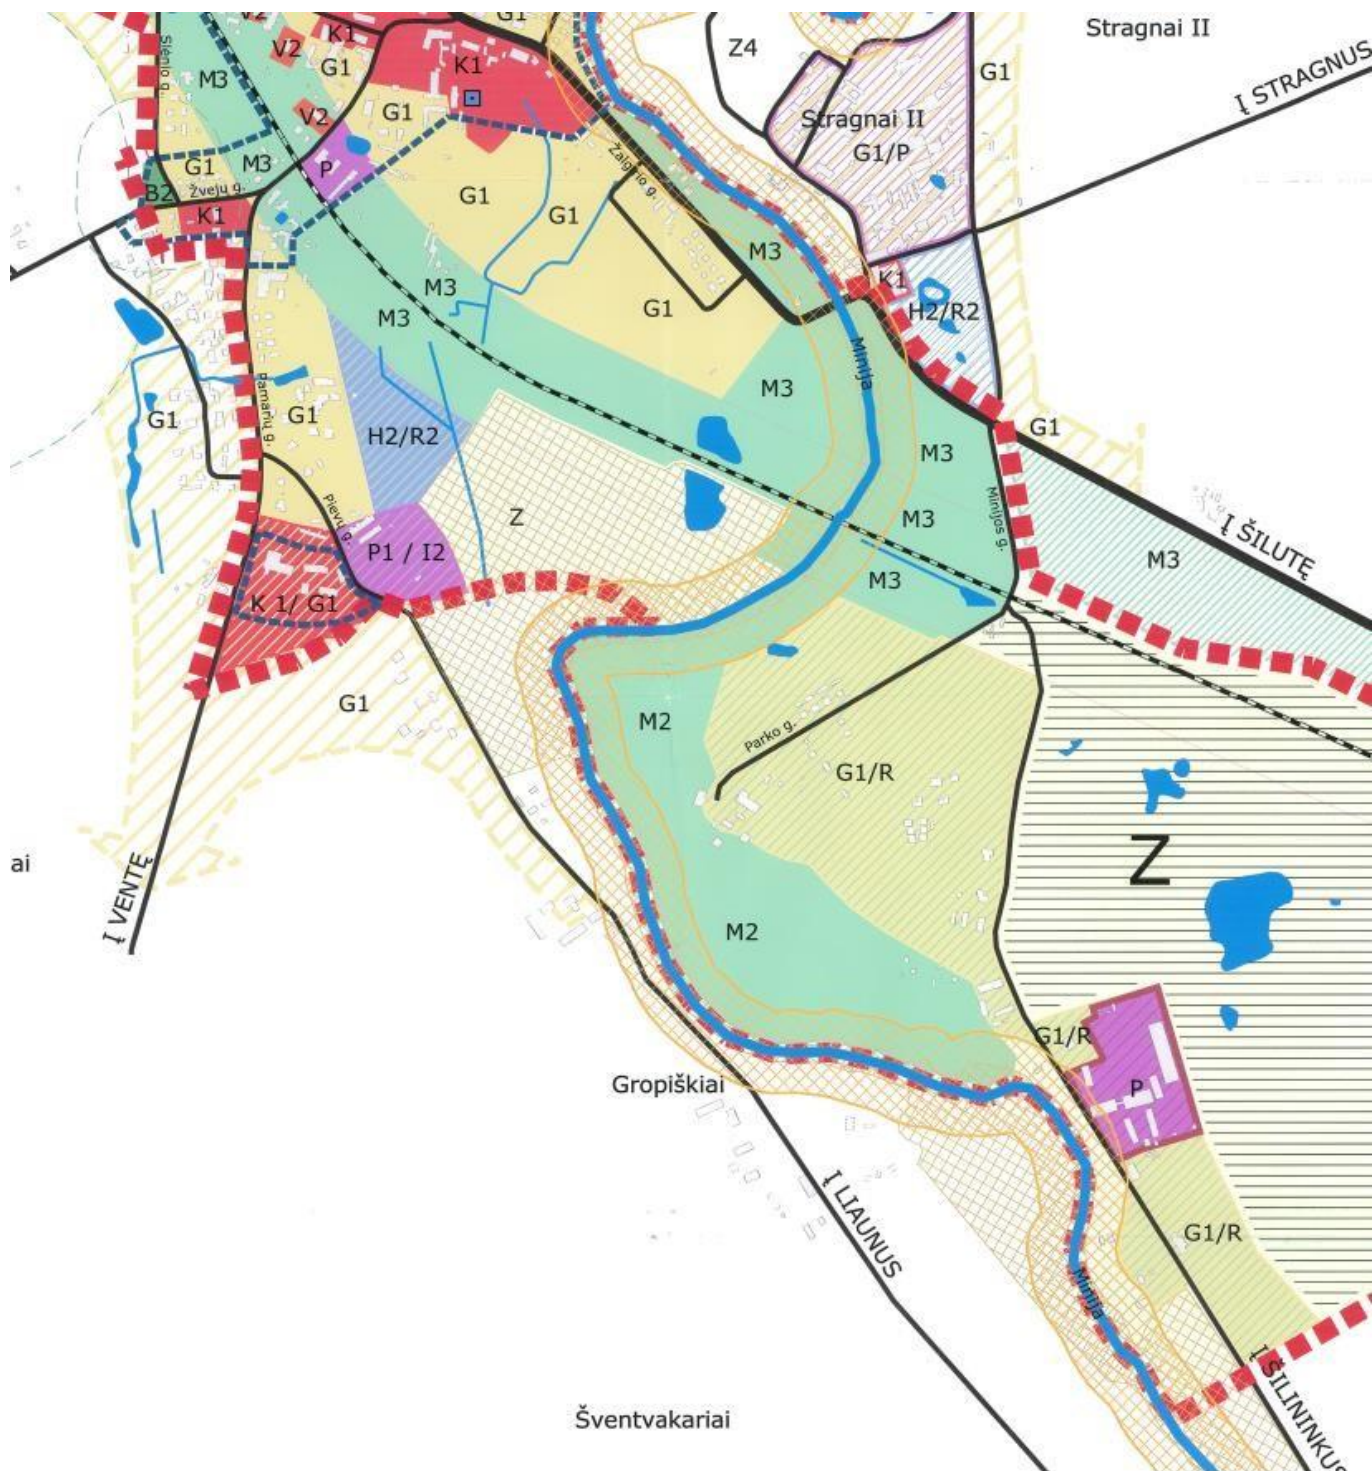 V2
K1
G1
Stragnai II
Slėnio g.
V2
G1
K1
Z4
G1
Į STRAGNUS
M3
V2
G1
Stragnai II
G1/P
G1
M3
P
Žalgirio g.
B2
Žvejų g.
G1
G1
K1
M3
K1
M3
M3
G1
H2/R2
Minija
M3
G1
Pamarių g.
G1
H2/R2
G1
M3
Minijos g.
Pievų g.
Z
M3
Į ŠILUTĘ
P1 / I2
M3
M3
K 1/ G1
G1
M2
Parko g.
G1/R
ai
Į VENTĘ
Z
M2
G1/R
Gropiškiai
P
Į LIAUNUS
G1/R
Minija
Į ŠILININKUS
Šventvakariai